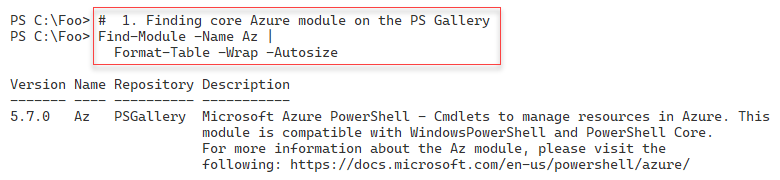 PS C:\Foo> #  1. Finding core Azure module on the PS Gallery
PS C:\Foo> Find-Module -Name Az |
             Format-Table -Wrap -Autosize

Version Name Repository Description
------- ---- ---------- -----------
5.7.0   Az   PSGallery  Microsoft Azure PowerShell - Cmdlets to manage resources in Azure. This
                        module is compatible with WindowsPowerShell and PowerShell Core.
                        For more information about the Az module, please visit the
                        following: https://docs.microsoft.com/en-us/powershell/azure/